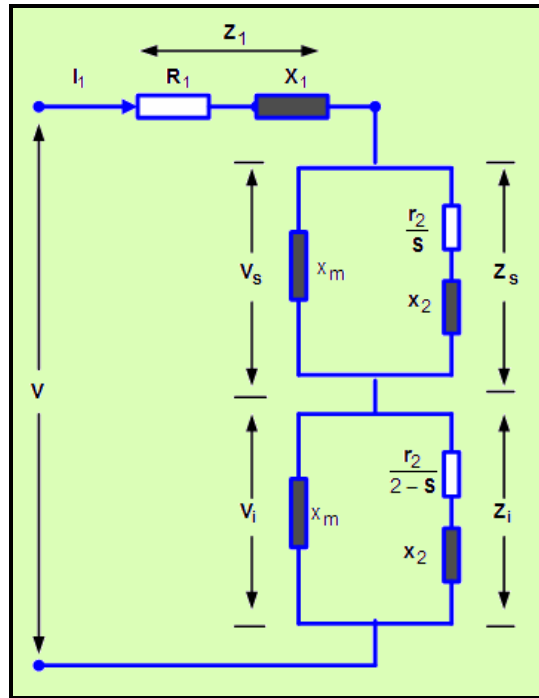 Z1
I1 R1 X1
r2
s
Vs xm Zs
x2
V
r2
2 – s
Vi xm Zi
x2